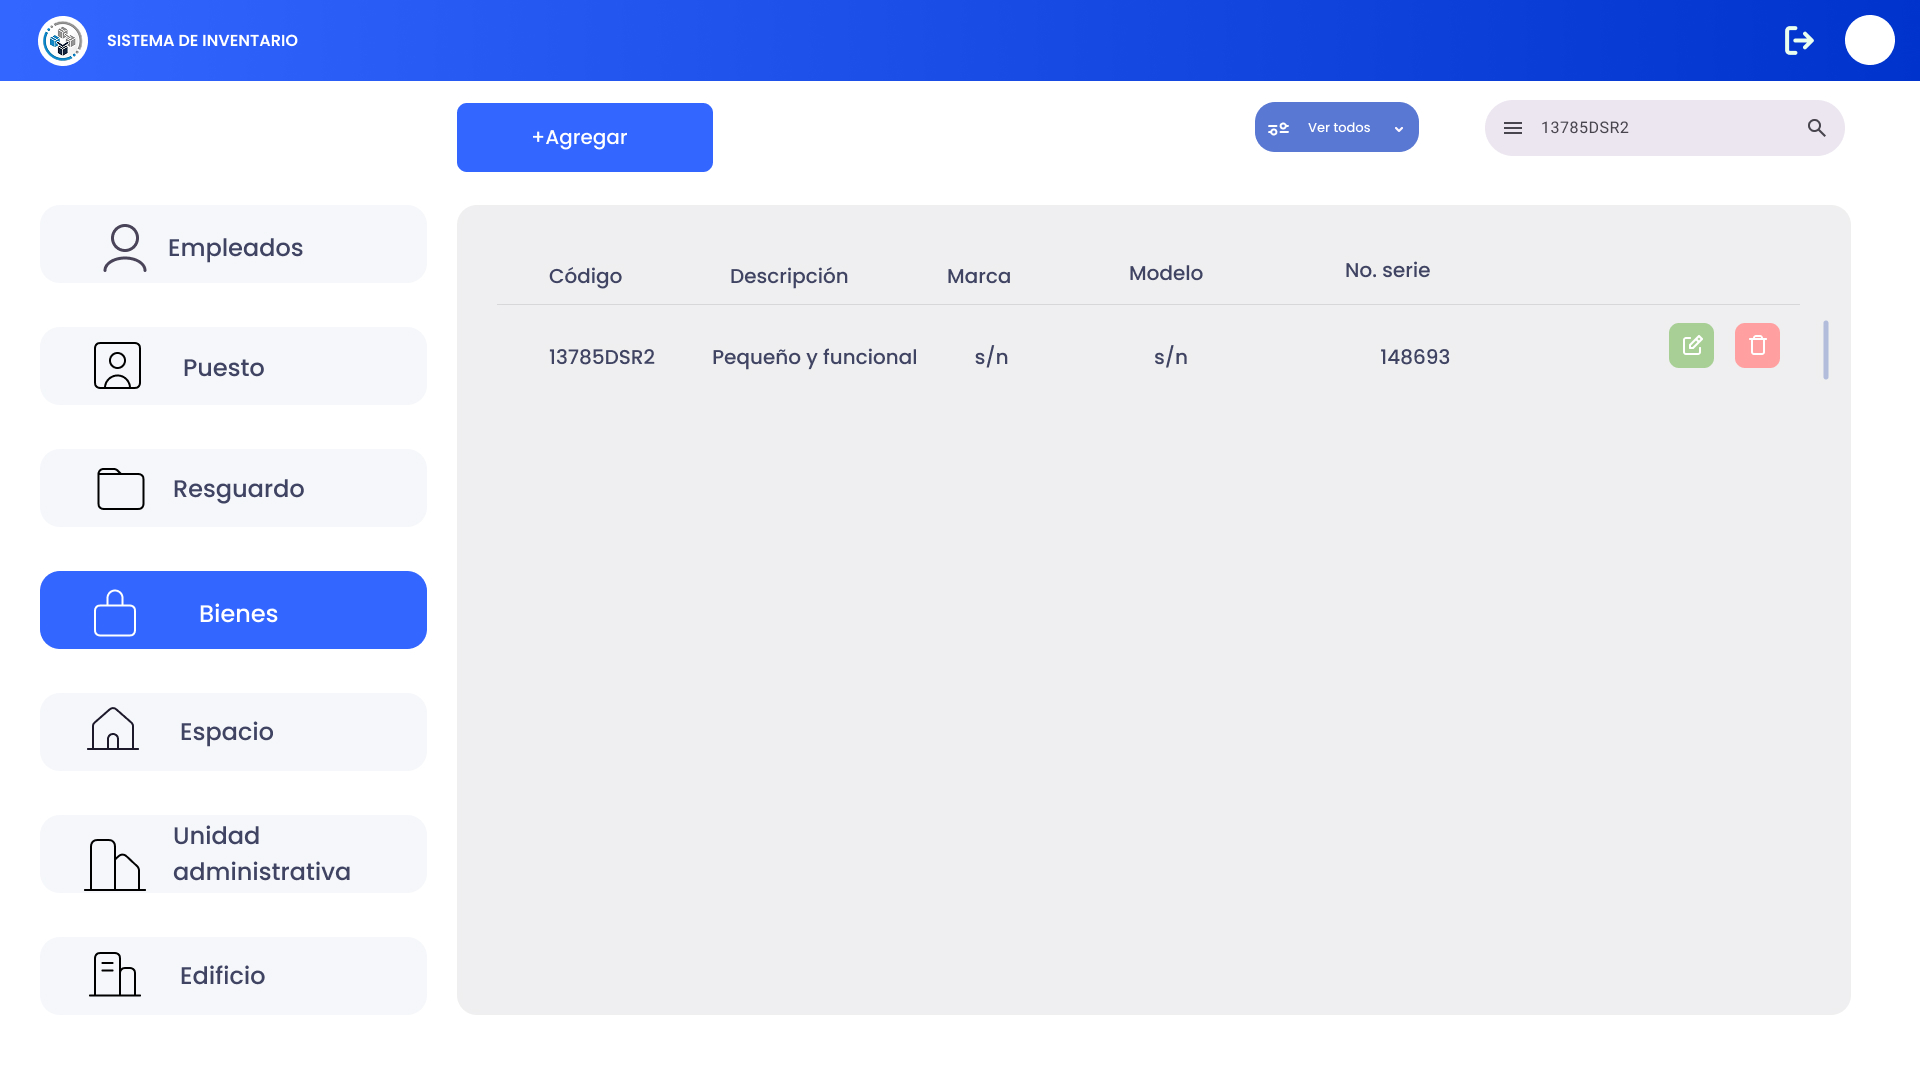 SISTEMA DE INVENTARIO
+Agregar
Ver todos
13785DSR2
Empleados
Puesto
Resguardo
Bienes
Espacio
Unidad
administrativa
Edificio
Código Descripción Marca Modelo No. serie
13785DSR2 Pequeño y funcional s/n s/n 148693